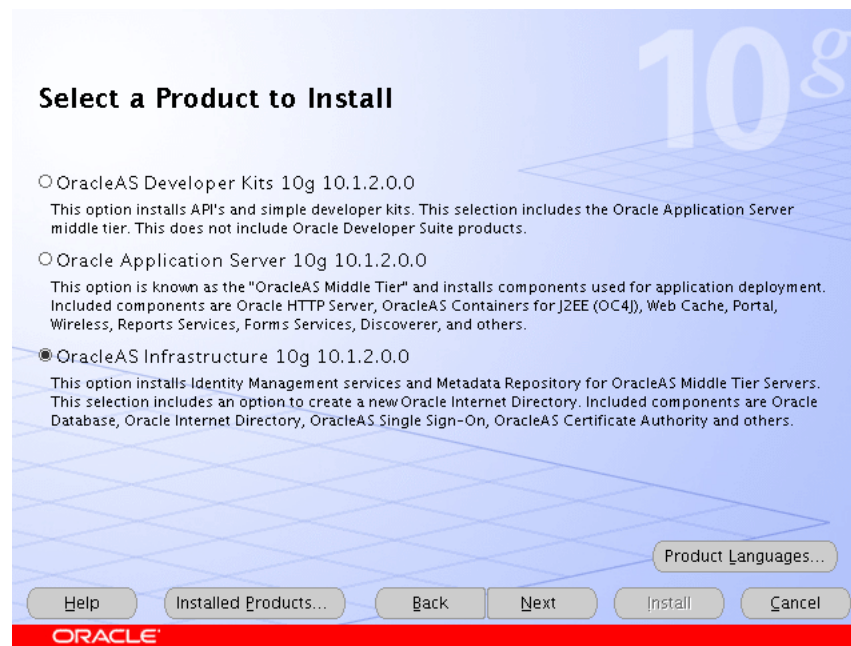 10g
Select a Product to Install
OracleAS Developer Kits 10g 10.1.2.0.0
This option installs API's and simple developer kits. This selection includes the Oracle Application Server
middle tier. This does not include Oracle Developer Suite products.
Oracle Application Server 10g 10.1.2.0.0
This option is known as the "OracleAS Middle Tier" and installs components used for application deployment.
Included components are Oracle HTTP Server, OracleAS Containers for J2EE (OC4J), Web Cache, Portal,
Wireless, Reports Services, Forms Services, Discoverer, and others.
OracleAS Infrastructure 10g 10.1.2.0.0
This option installs Identity Management services and Metadata Repository for OracleAS Middle Tier Servers.
This selection includes an option to create a new Oracle Internet Directory. Included components are Oracle
Database, Oracle Internet Directory, OracleAS Single Sign-On, OracleAS Certificate Authority and others.
Product Languages...
Help Installed Products... Back Next Install Cancel
ORACLE